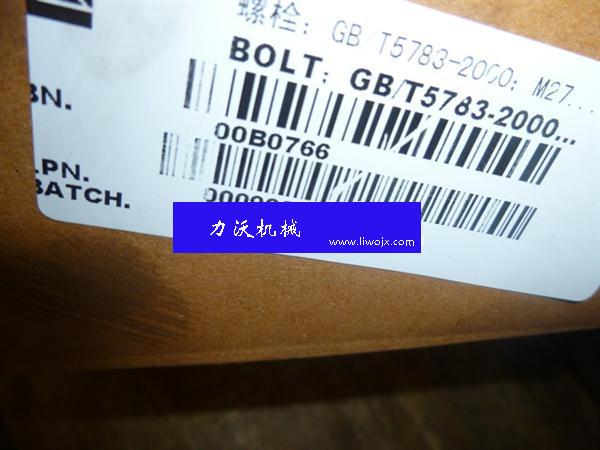 螺栓: GB/T5783-2000; M27...
BOLT: GB/T5783-2000...
BN.
00B0766
LPN.
BATCH.
力沃机械
www.liwojx.com